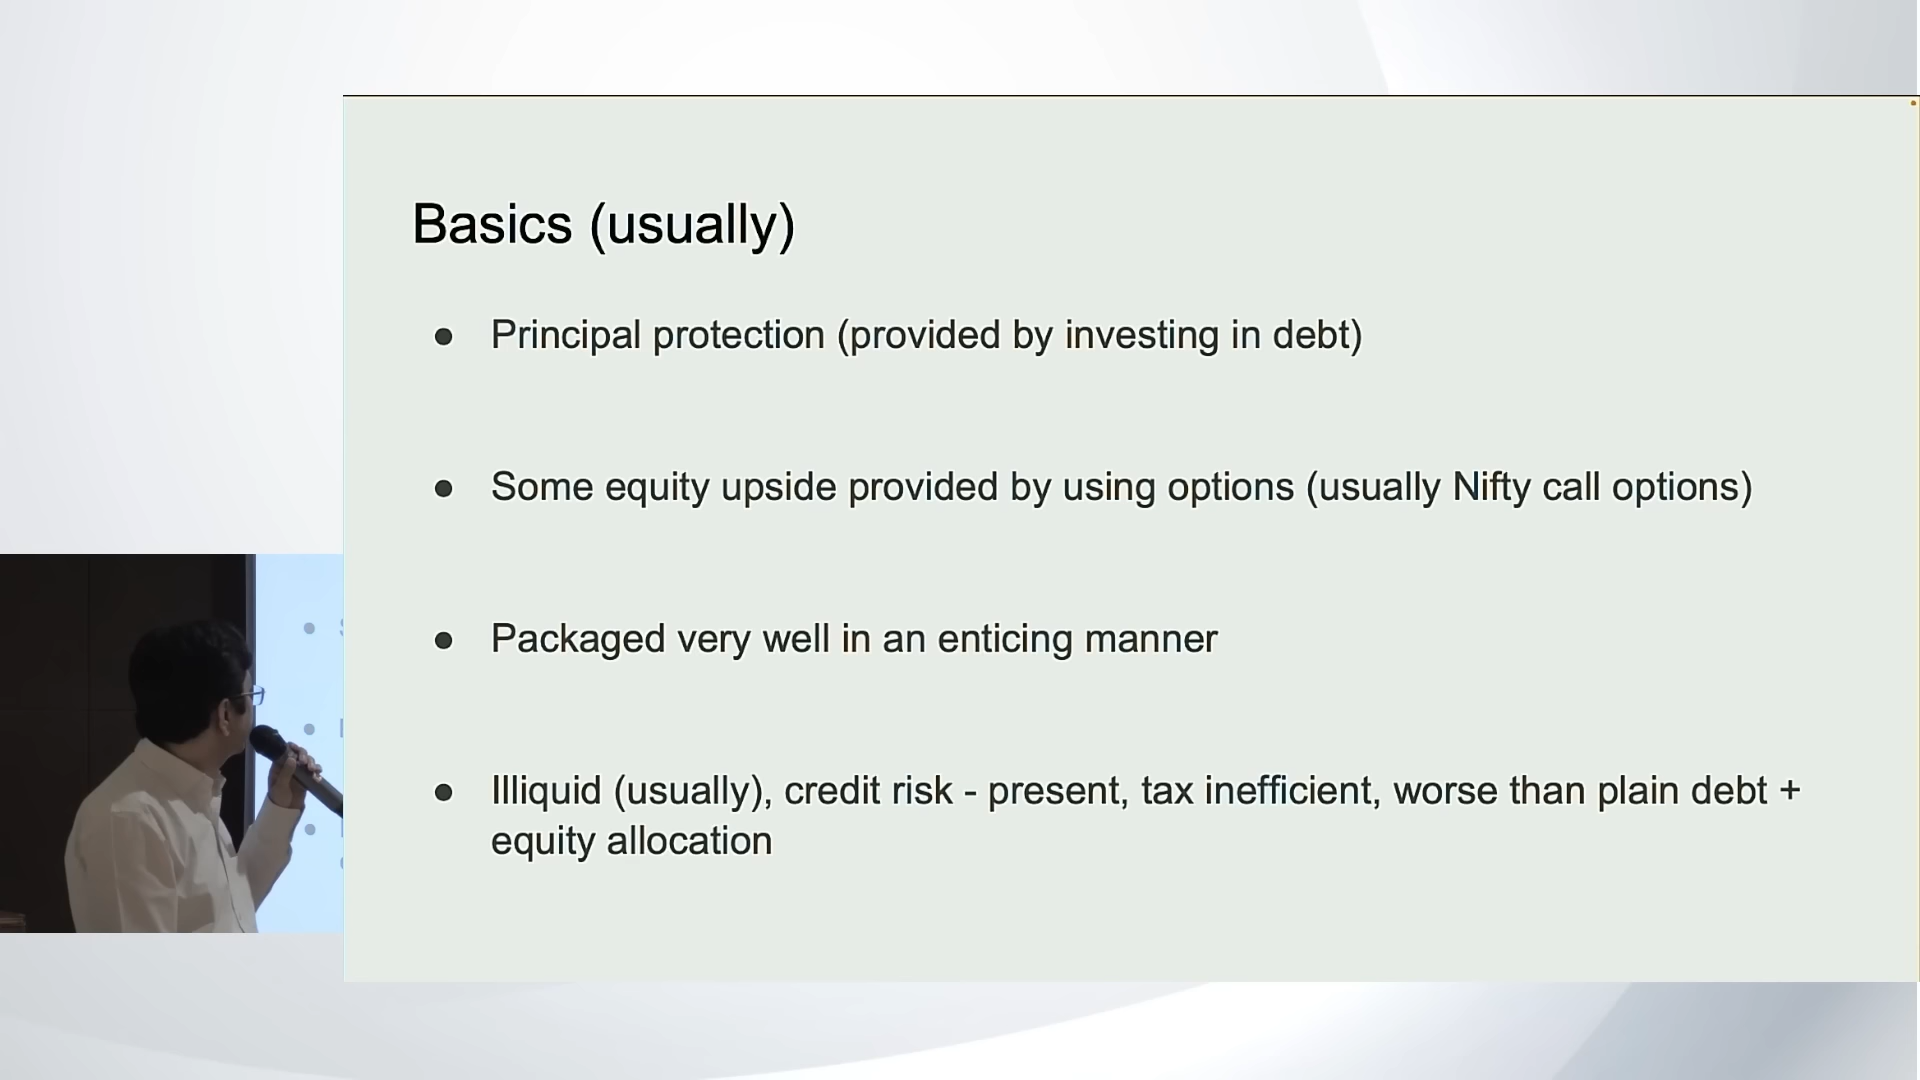 Basics (usually)
● Principal protection (provided by investing in debt)
● Some equity upside provided by using options (usually Nifty call options)
● Packaged very well in an enticing manner
● Illiquid (usually), credit risk - present, tax inefficient, worse than plain debt +
equity allocation